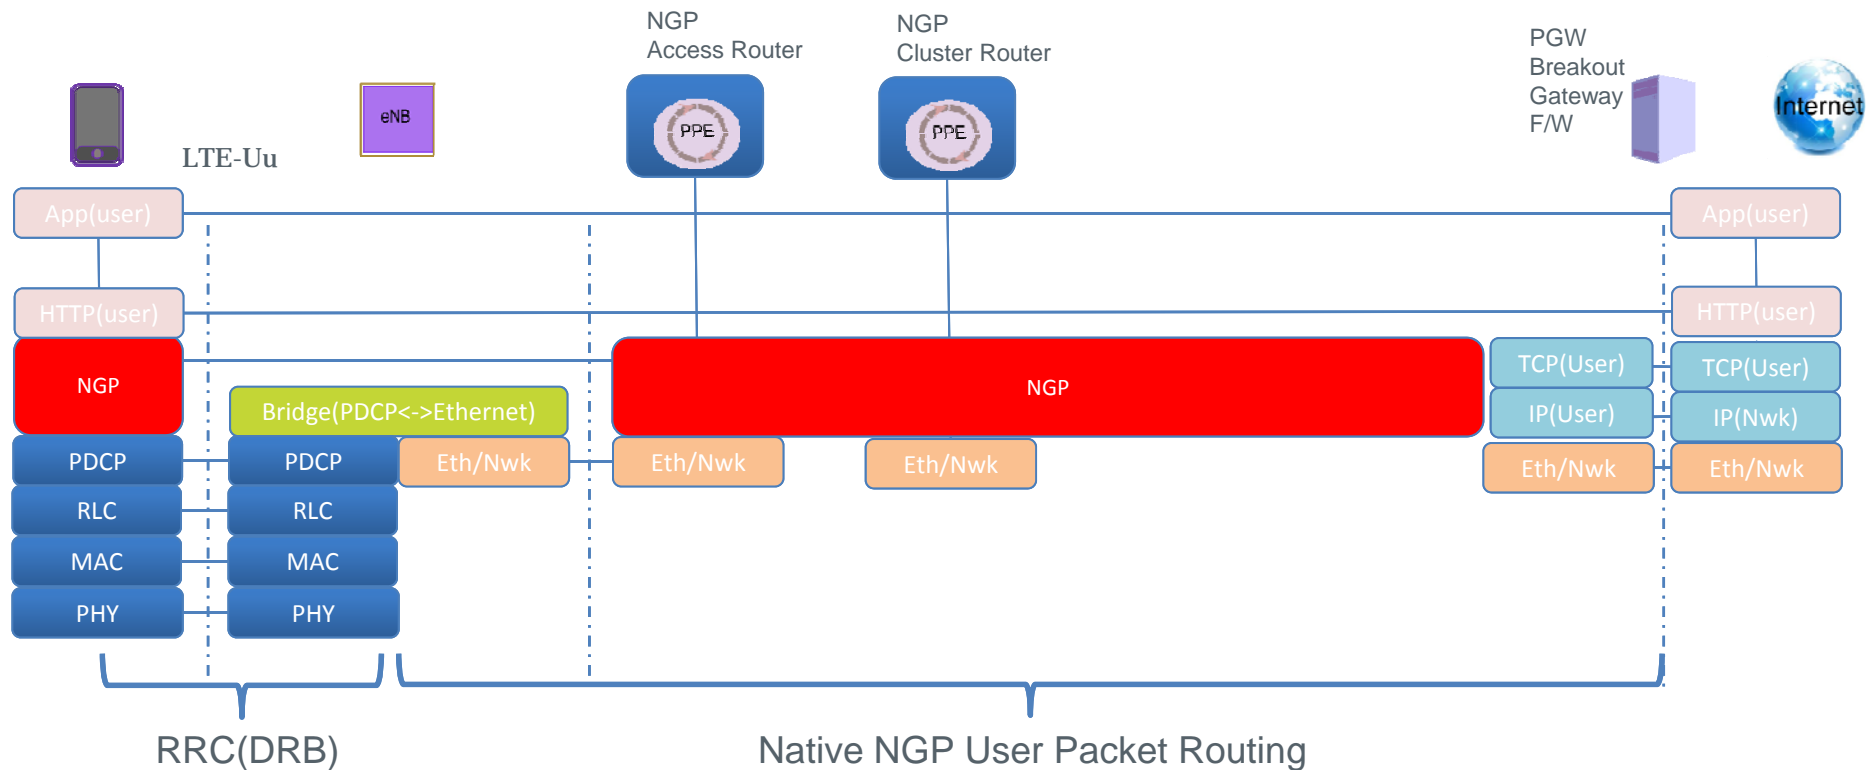 NGP
Access Router
NGP
Cluster Router
PGW
Breakout
Gateway
F/W
eNB
PPE
PPE
Internet
LTE-Uu
App(user)
App(user)
HTTP(user)
HTTP(user)
NGP
NGP
TCP(User)
TCP(User)
Bridge(PDCP<->Ethernet)
IP(User)
IP(Nwk)
PDCP
PDCP
Eth/Nwk
Eth/Nwk
Eth/Nwk
Eth/Nwk
Eth/Nwk
RLC
RLC
MAC
MAC
PHY
PHY
RRC(DRB)
Native NGP User Packet Routing